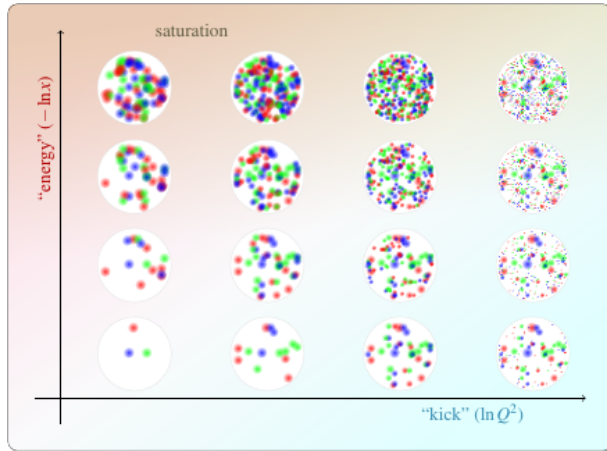 saturation
“energy” (− ln x)
“kick” (ln Q²)